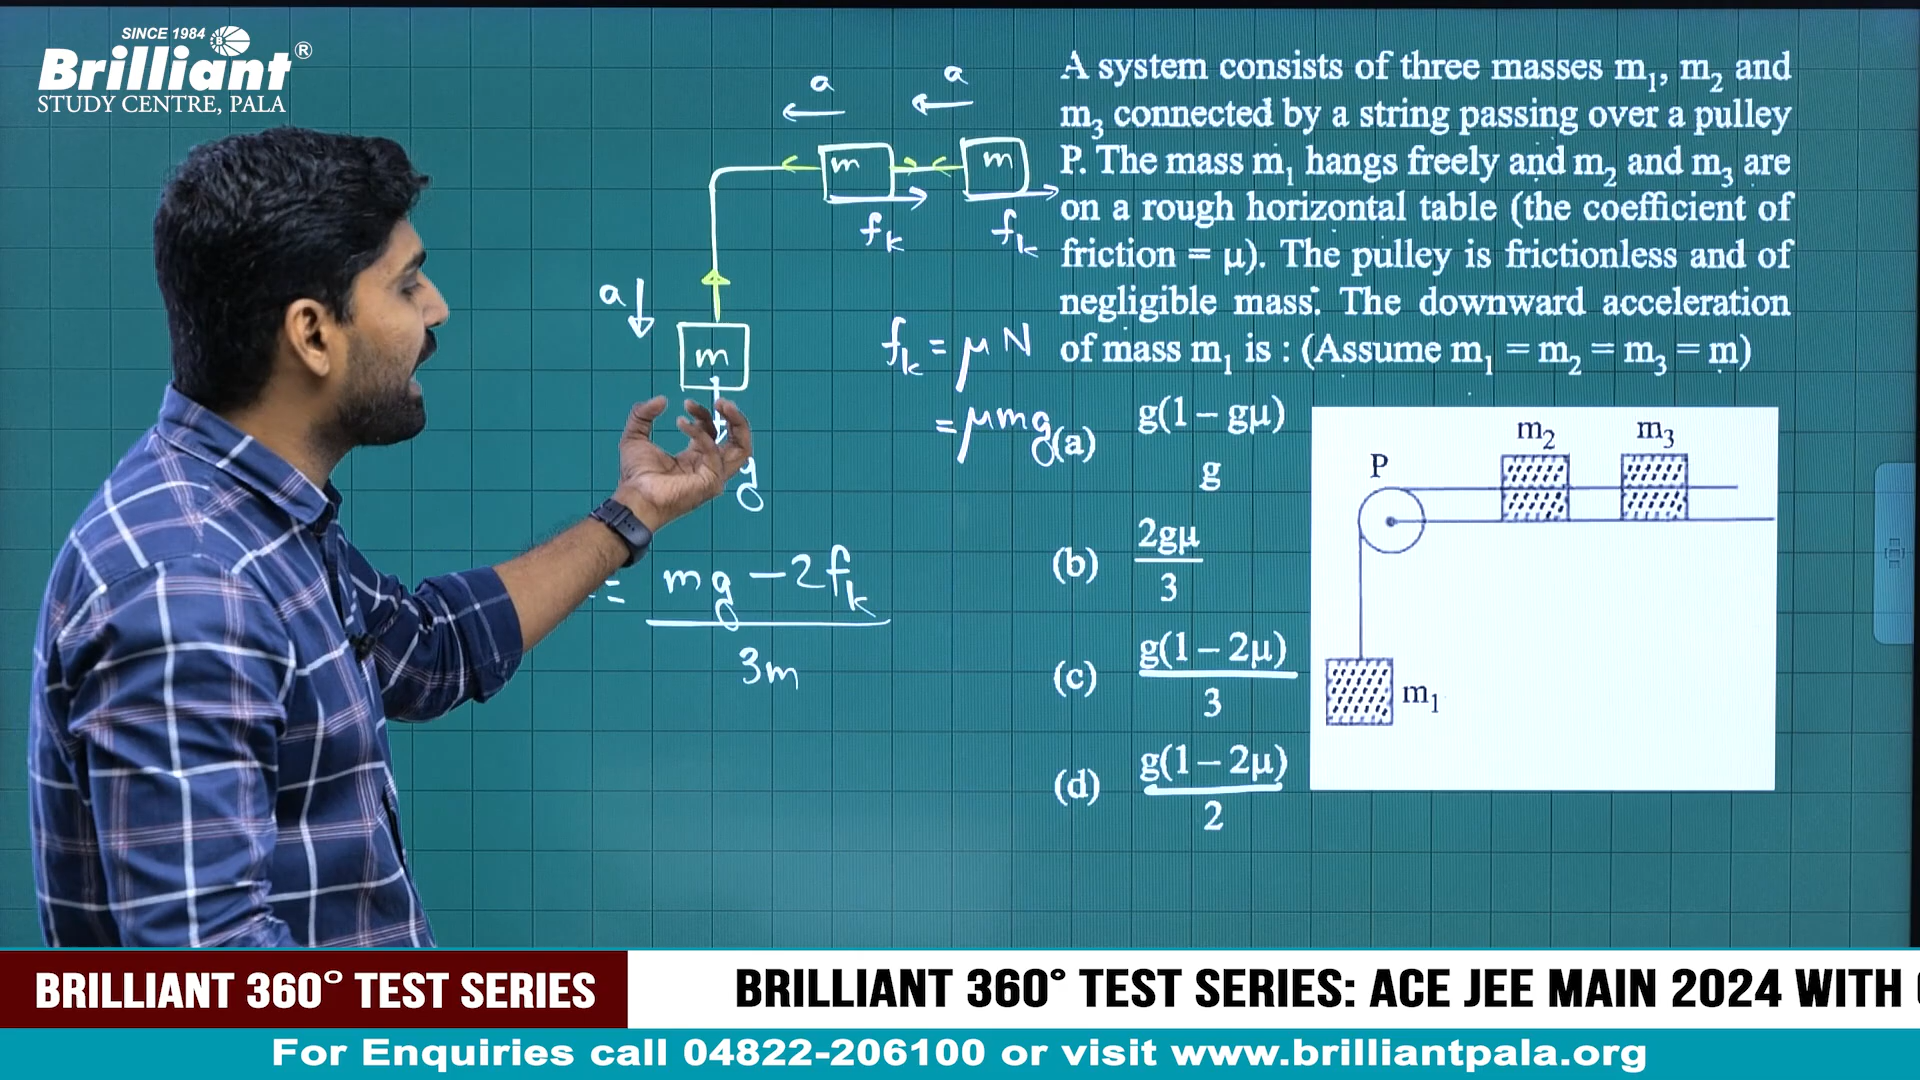 SINCE 1984
Brilliant®
STUDY CENTRE, PALA
A system consists of three masses m₁, m₂ and
m₃ connected by a string passing over a pulley
P. The mass m₁ hangs freely and m₂ and m₃ are
on a rough horizontal table (the coefficient of
friction = μ). The pulley is frictionless and of
negligible mass. The downward acceleration
of mass m₁ is : (Assume m₁ = m₂ = m₃ = m)
a a
m m
fk fk
a
m
g
fk = μN
= μmg
= mg – 2fk
3m
(a) g(1 – gμ)
g
(b) 2gμ
3
(c) g(1 – 2μ)
3
(d) g(1 – 2μ)
2
m₂ m₃
P
m₁
BRILLIANT 360° TEST SERIES
BRILLIANT 360° TEST SERIES: ACE JEE MAIN 2024 WITH
For Enquiries call 04822-206100 or visit www.brilliantpala.org